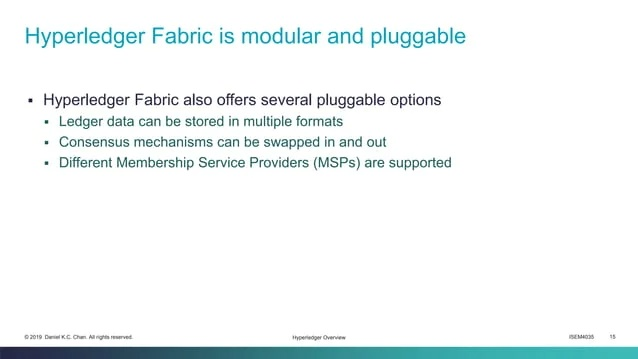 Hyperledger Fabric is modular and pluggable
▪ Hyperledger Fabric also offers several pluggable options
▪ Ledger data can be stored in multiple formats
▪ Consensus mechanisms can be swapped in and out
▪ Different Membership Service Providers (MSPs) are supported
© 2019 Daniel K.C. Chan. All rights reserved.
Hyperledger Overview
ISEM4035
15